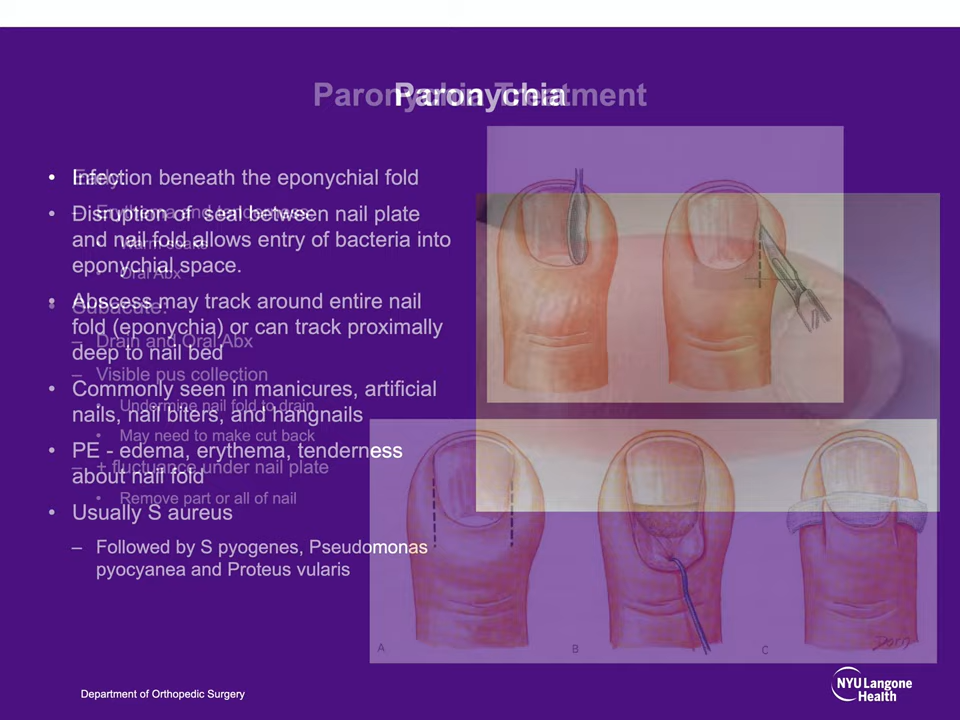 Paronychia
Paronychia Treatment
• Infection beneath the eponychial fold
• Disruption of seal between nail plate
and nail fold allows entry of bacteria into
eponychial space.
• Abscess may track around entire nail
fold (eponychia) or can track proximally
deep to nail bed
• Commonly seen in manicures, artificial
nails, nail biters, and hangnails
• PE - edema, erythema, tenderness
about nail fold
• Usually S aureus
– Followed by S pyogenes, Pseudomonas
pyocyanea and Proteus vularis
• Early:
– Erythema and tenderness
• Warm soaks
• Oral Abx
• Subacute:
– Drain and Oral Abx
– Visible pus collection
• Undermine nail fold to drain
• May need to make cut back
– + fluctuance under nail plate
• Remove part or all of nail
A
B
C
Department of Orthopedic Surgery
NYU Langone
Health